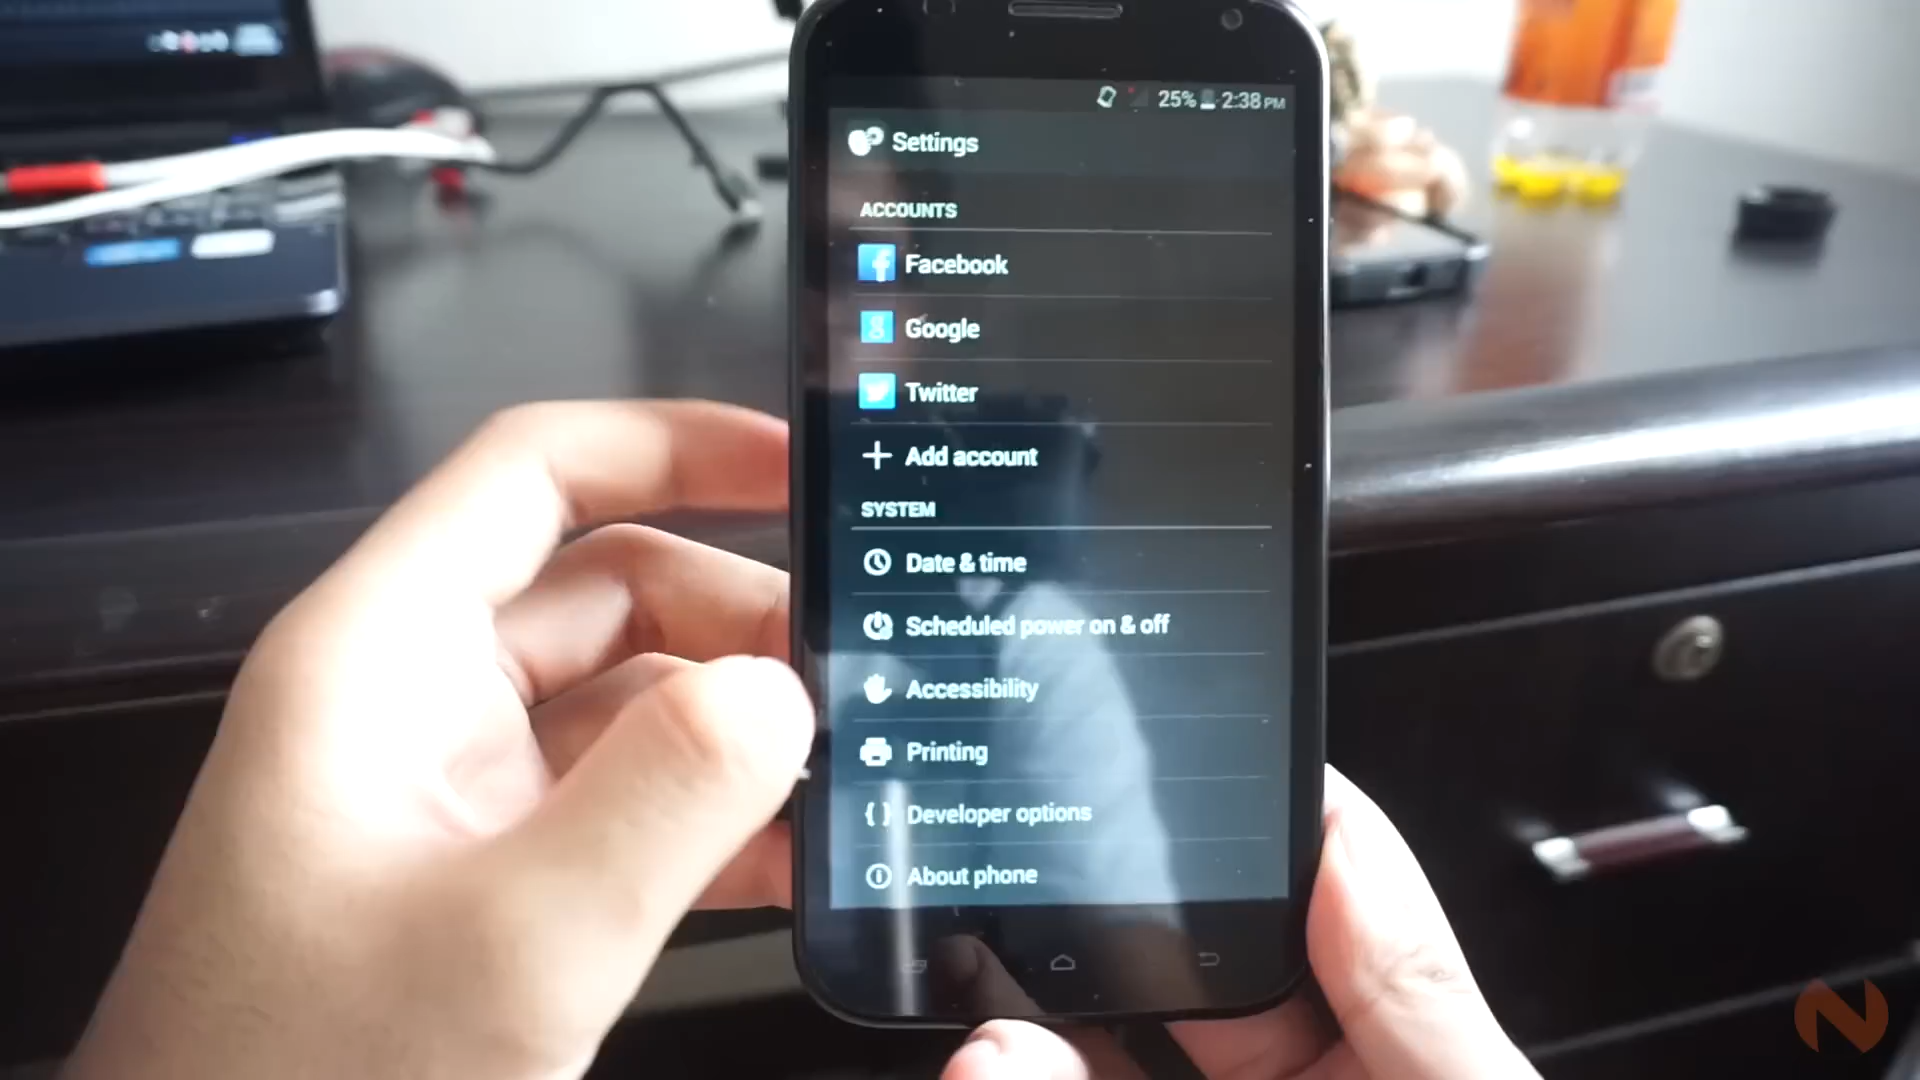 25% 2:38 PM
Settings
ACCOUNTS
Facebook
Google
Twitter
Add account
SYSTEM
Date & time
Scheduled power on & off
Accessibility
Printing
{ } Developer options
About phone